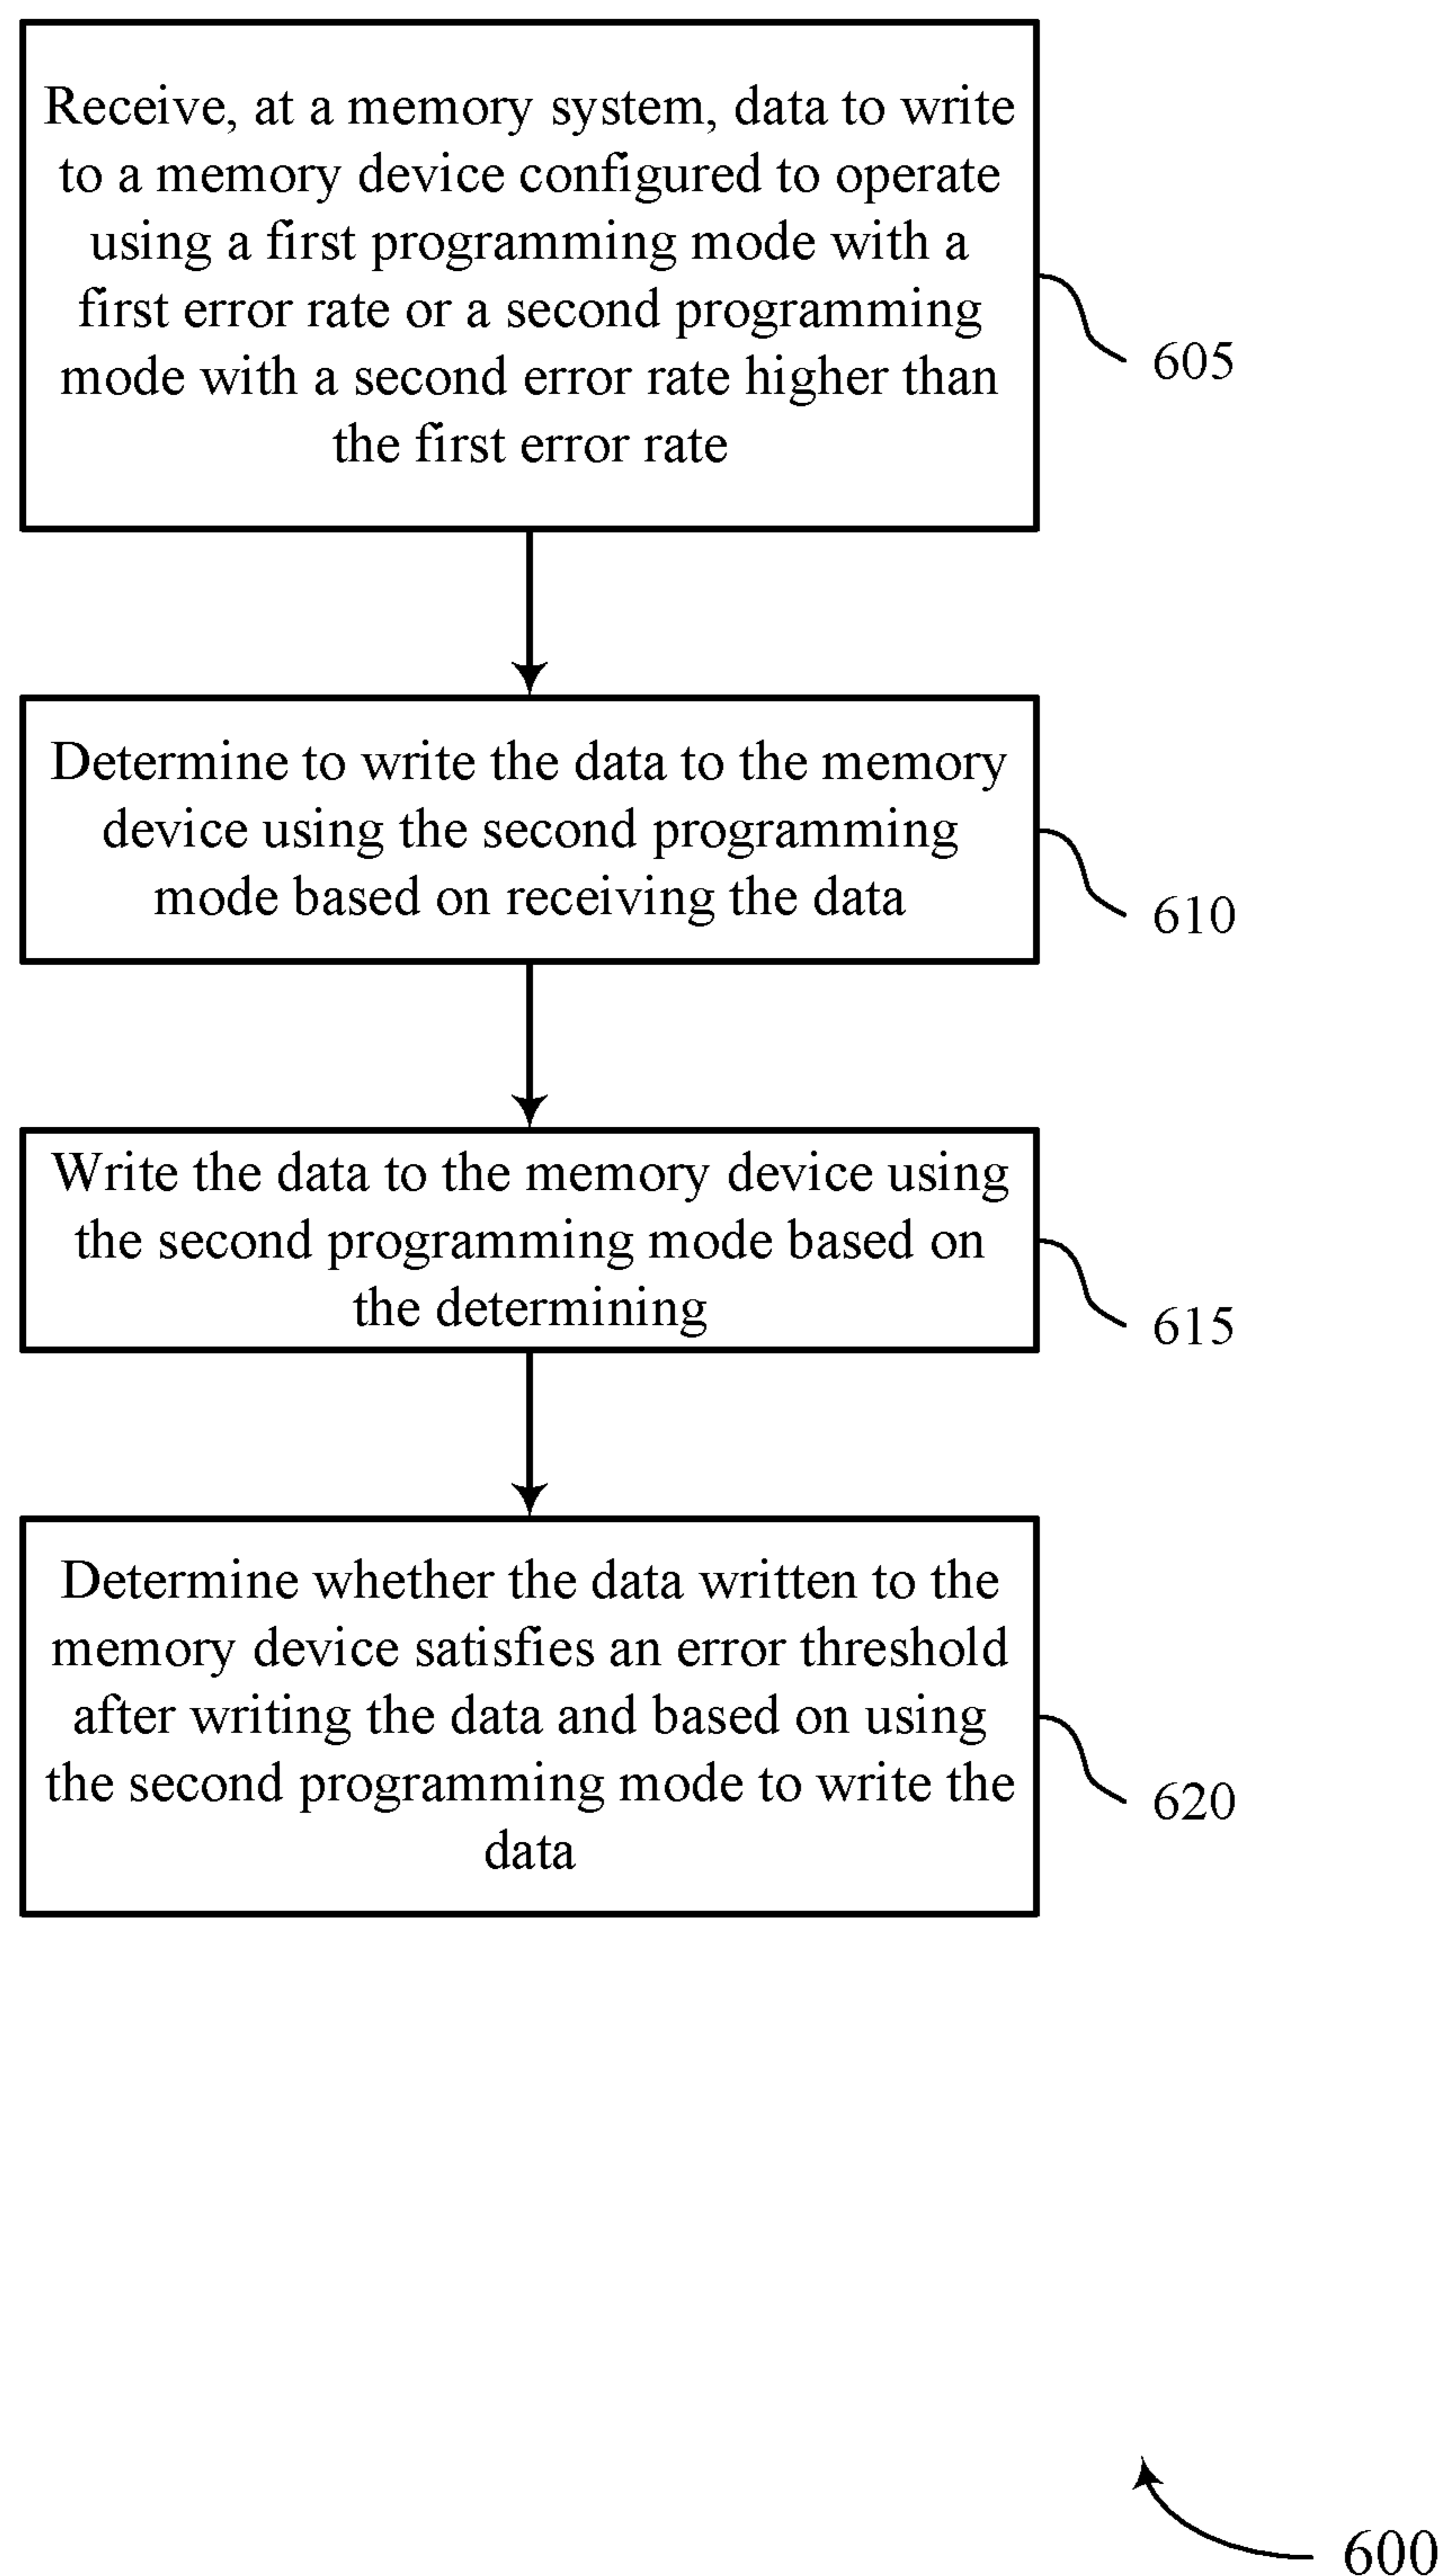 Receive, at a memory system, data to write
to a memory device configured to operate
using a first programming mode with a
first error rate or a second programming
mode with a second error rate higher than
the first error rate
605
Determine to write the data to the memory
device using the second programming
mode based on receiving the data
610
Write the data to the memory device using
the second programming mode based on
the determining
615
Determine whether the data written to the
memory device satisfies an error threshold
after writing the data and based on using
the second programming mode to write the
data
620
600